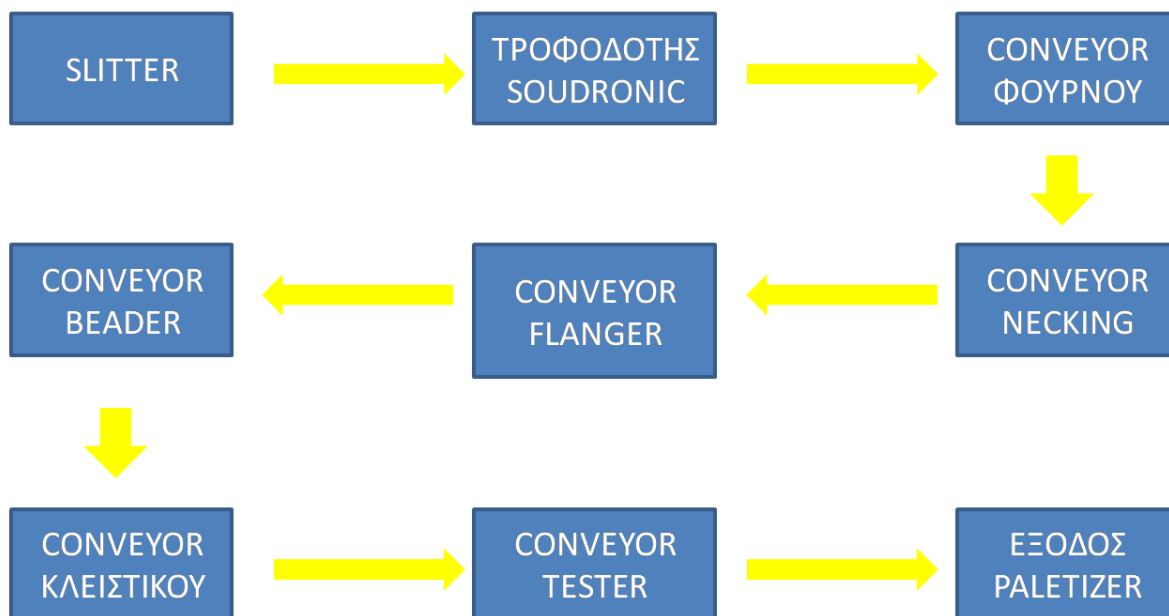 SLITTER
ΤΡΟΦΟΔΟΤΗΣ
SOUDRONIC
CONVEYOR
ΦΟΥΡΝΟΥ
CONVEYOR
NECKING
CONVEYOR
FLANGER
CONVEYOR
BEADER
CONVEYOR
ΚΛΕΙΣΤΙΚΟΥ
CONVEYOR
TESTER
ΕΞΟΔΟΣ
PALETIZER